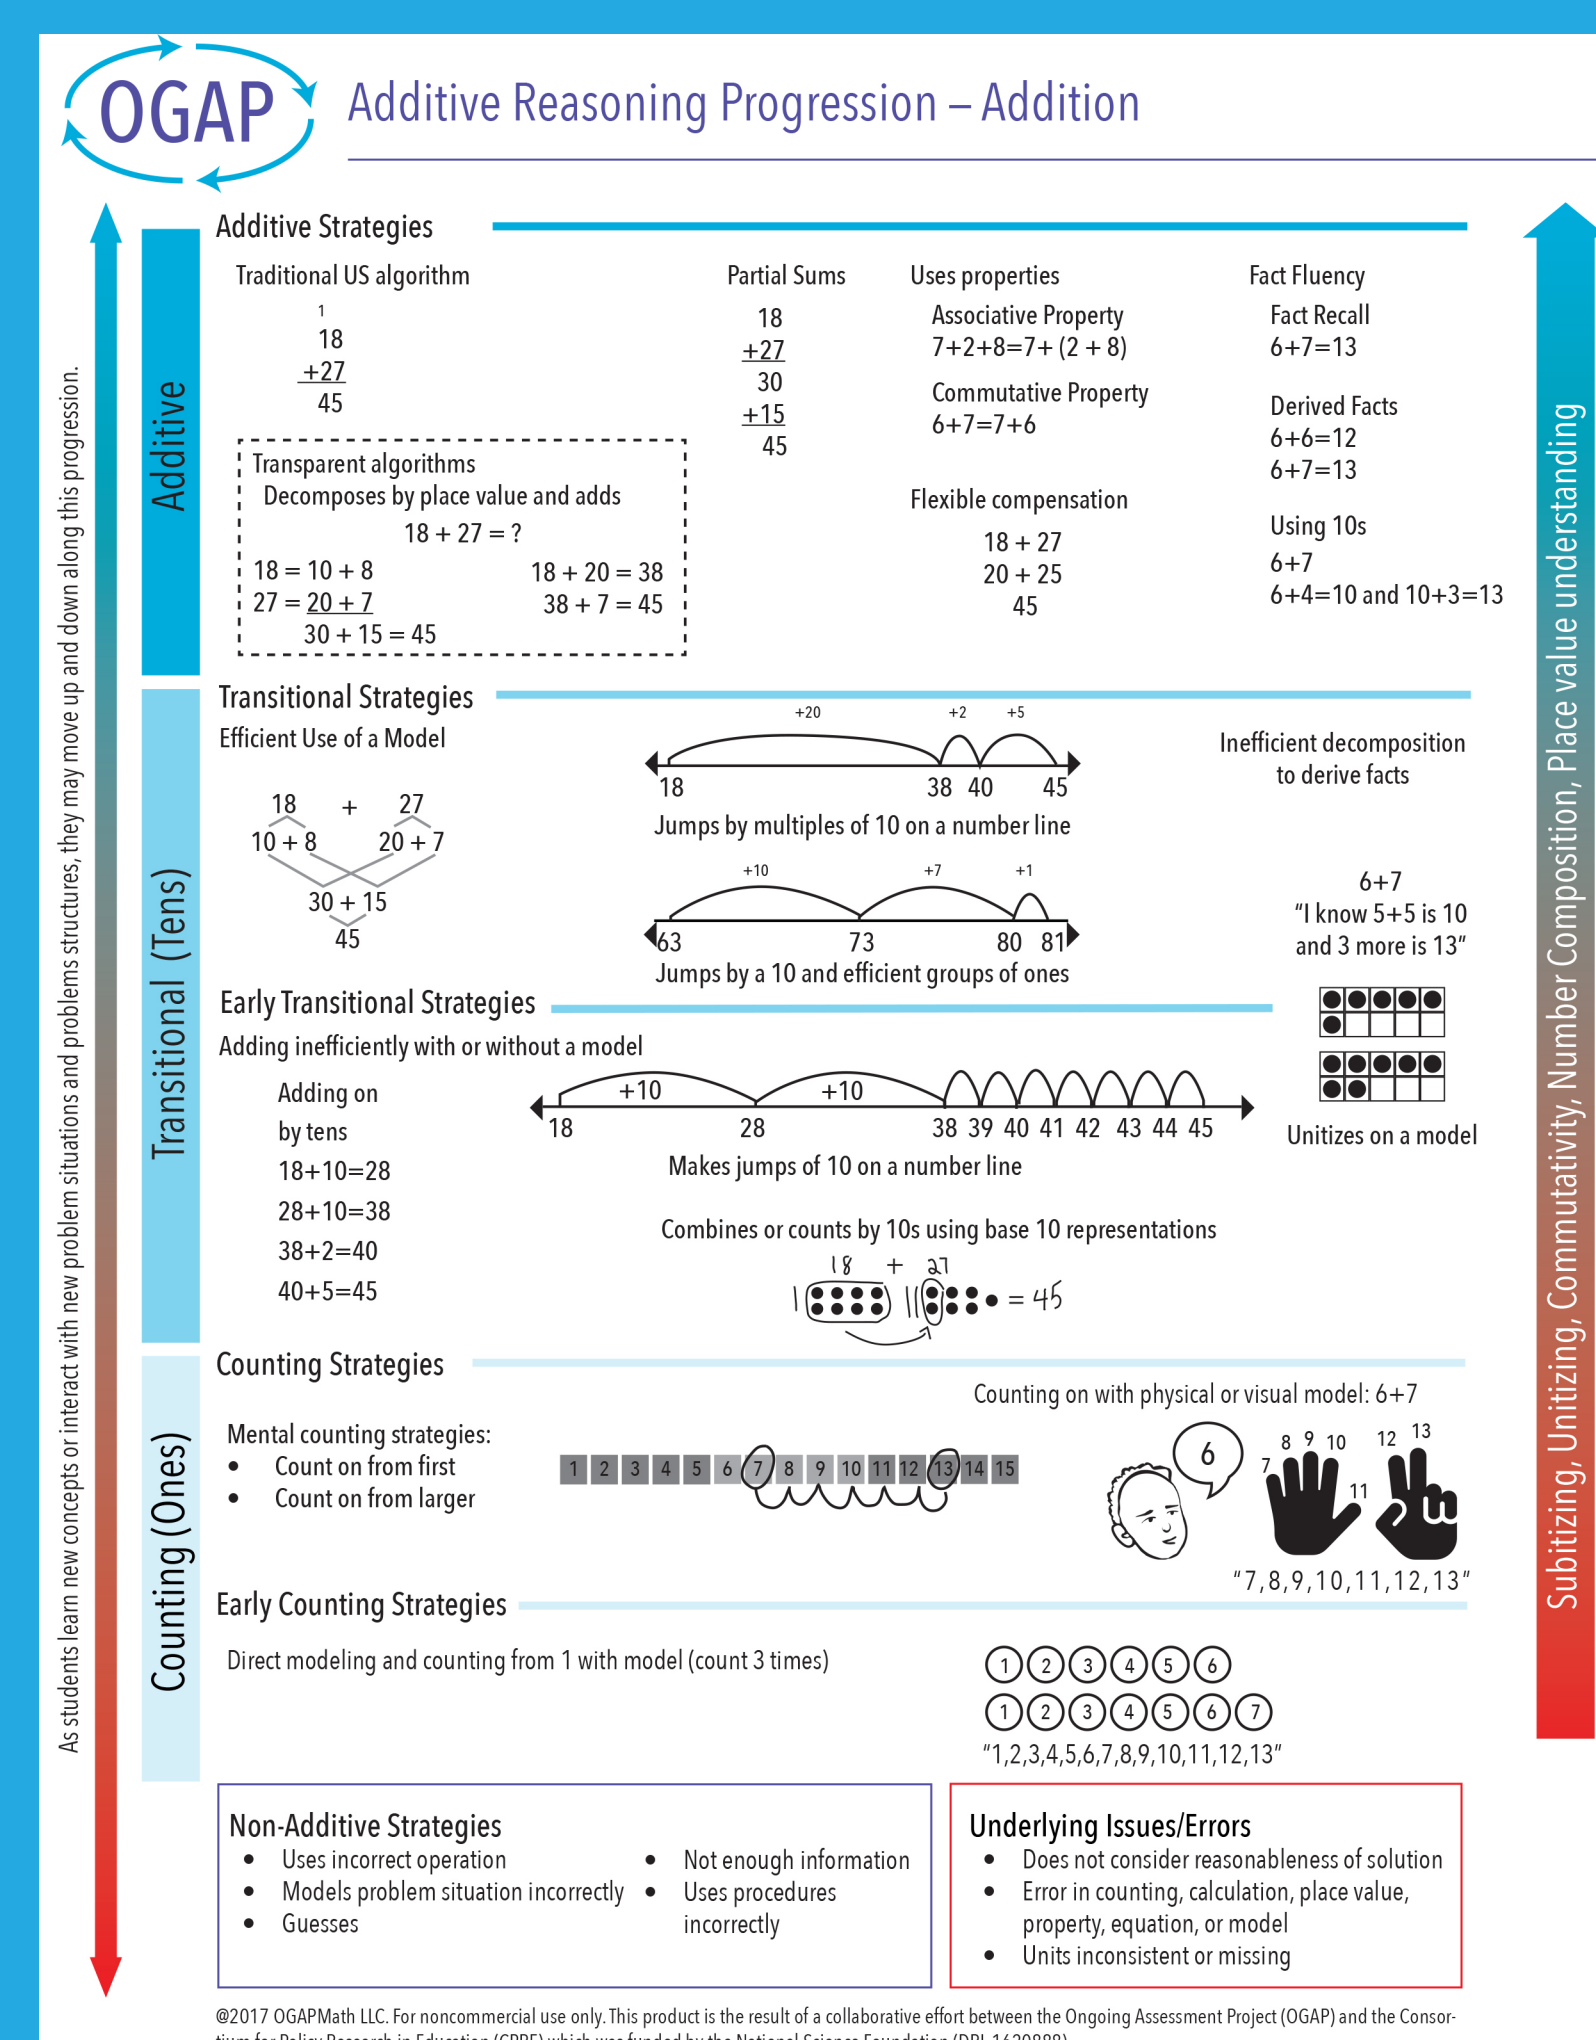 OGAP
Additive Reasoning Progression – Addition
As students learn new concepts or interact with new problem situations and problems structures, they may move up and down along this progression.
Additive
Additive Strategies
Traditional US algorithm
1
18
+27
45
Transparent algorithms
Decomposes by place value and adds
18 + 27 = ?
18 = 10 + 8
27 = 20 + 7
30 + 15 = 45
18 + 20 = 38
38 + 7 = 45
Partial Sums
18
+27
30
+15
45
Uses properties
Associative Property
7+2+8=7+ (2 + 8)
Commutative Property
6+7=7+6
Flexible compensation
18 + 27
20 + 25
45
Fact Fluency
Fact Recall
6+7=13
Derived Facts
6+6=12
6+7=13
Using 10s
6+7
6+4=10 and 10+3=13
Transitional (Tens)
Transitional Strategies
Efficient Use of a Model
18 + 27
10 + 8 20 + 7
30 + 15
45
+20 +2 +5
18 38 40 45
Jumps by multiples of 10 on a number line
+10 +7 +1
63 73 80 81
Jumps by a 10 and efficient groups of ones
Inefficient decomposition
to derive facts
6+7
“I know 5+5 is 10
and 3 more is 13”
Unitizes on a model
Early Transitional Strategies
Adding inefficiently with or without a model
Adding on
by tens
18+10=28
28+10=38
38+2=40
40+5=45
+10 +10
18 28 38 39 40 41 42 43 44 45
Makes jumps of 10 on a number line
Combines or counts by 10s using base 10 representations
18 + 27
= 45
Counting (Ones)
Counting Strategies
Mental counting strategies:
• Count on from first
• Count on from larger
1 2 3 4 5 6 7 8 9 10 11 12 13 14 15
Counting on with physical or visual model: 6+7
6
7 8 9 10 11 12 13
“7,8,9,10,11,12,13”
Early Counting Strategies
Direct modeling and counting from 1 with model (count 3 times)
1 2 3 4 5 6
1 2 3 4 5 6 7
“1,2,3,4,5,6,7,8,9,10,11,12,13”
Subitizing, Unitizing, Commutativity, Number Composition, Place value understanding
Non-Additive Strategies
• Uses incorrect operation
• Models problem situation incorrectly
• Guesses
• Not enough information
• Uses procedures
incorrectly
Underlying Issues/Errors
• Does not consider reasonableness of solution
• Error in counting, calculation, place value,
property, equation, or model
• Units inconsistent or missing
@2017 OGAPMath LLC. For noncommercial use only. This product is the result of a collaborative effort between the Ongoing Assessment Project (OGAP) and the Consor-
tium for Policy Research in Education (CPRE) which was funded by the National Science Foundation (DRL-1620888)